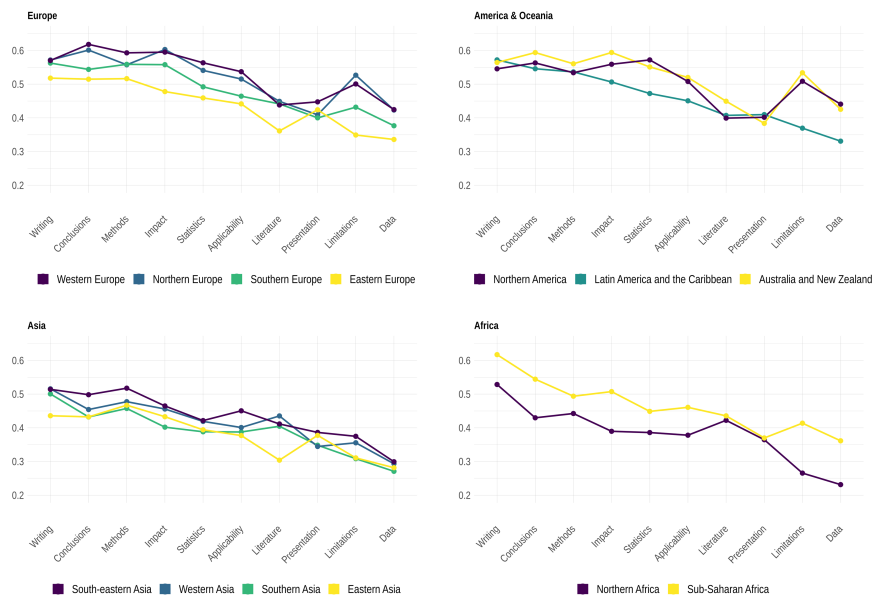 Europe
0.6
0.5
0.4
0.3
0.2
Writing
Conclusions
Methods
Impact
Statistics
Applicability
Literature
Presentation
Limitations
Data
Western Europe Northern Europe Southern Europe Eastern Europe
America & Oceania
0.6
0.5
0.4
0.3
0.2
Writing
Conclusions
Methods
Impact
Statistics
Applicability
Literature
Presentation
Limitations
Data
Northern America Latin America and the Caribbean Australia and New Zealand
Asia
0.6
0.5
0.4
0.3
0.2
Writing
Conclusions
Methods
Impact
Statistics
Applicability
Literature
Presentation
Limitations
Data
South-eastern Asia Western Asia Southern Asia Eastern Asia
Africa
0.6
0.5
0.4
0.3
0.2
Writing
Conclusions
Methods
Impact
Statistics
Applicability
Literature
Presentation
Limitations
Data
Northern Africa Sub-Saharan Africa